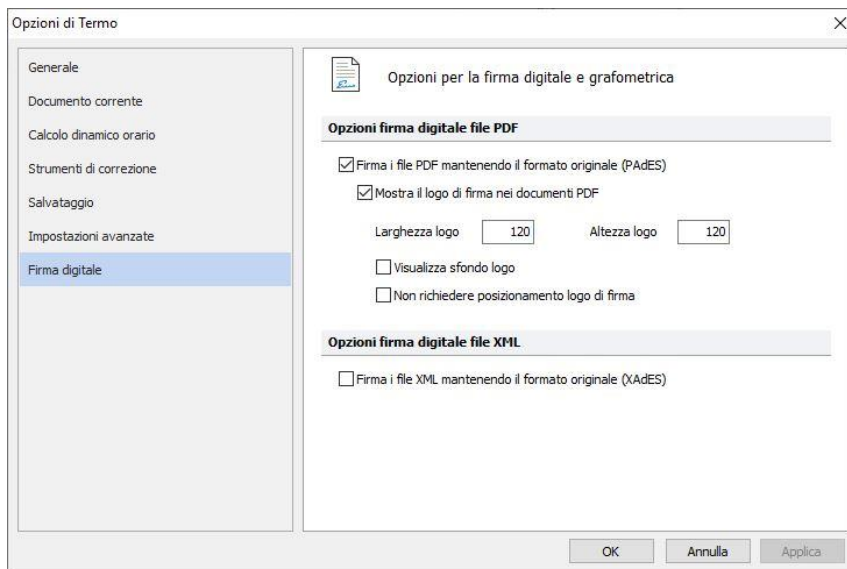 Opzioni di Termo
Generale
Documento corrente
Calcolo dinamico orario
Strumenti di correzione
Salvataggio
Impostazioni avanzate
Firma digitale
Opzioni per la firma digitale e grafometrica
Opzioni firma digitale file PDF
Firma i file PDF mantenendo il formato originale (PAdES)
Mostra il logo di firma nei documenti PDF
Larghezza logo 120 Altezza logo 120
Visualizza sfondo logo
Non richiedere posizionamento logo di firma
Opzioni firma digitale file XML
Firma i file XML mantenendo il formato originale (XAdES)
OK Annulla Applica